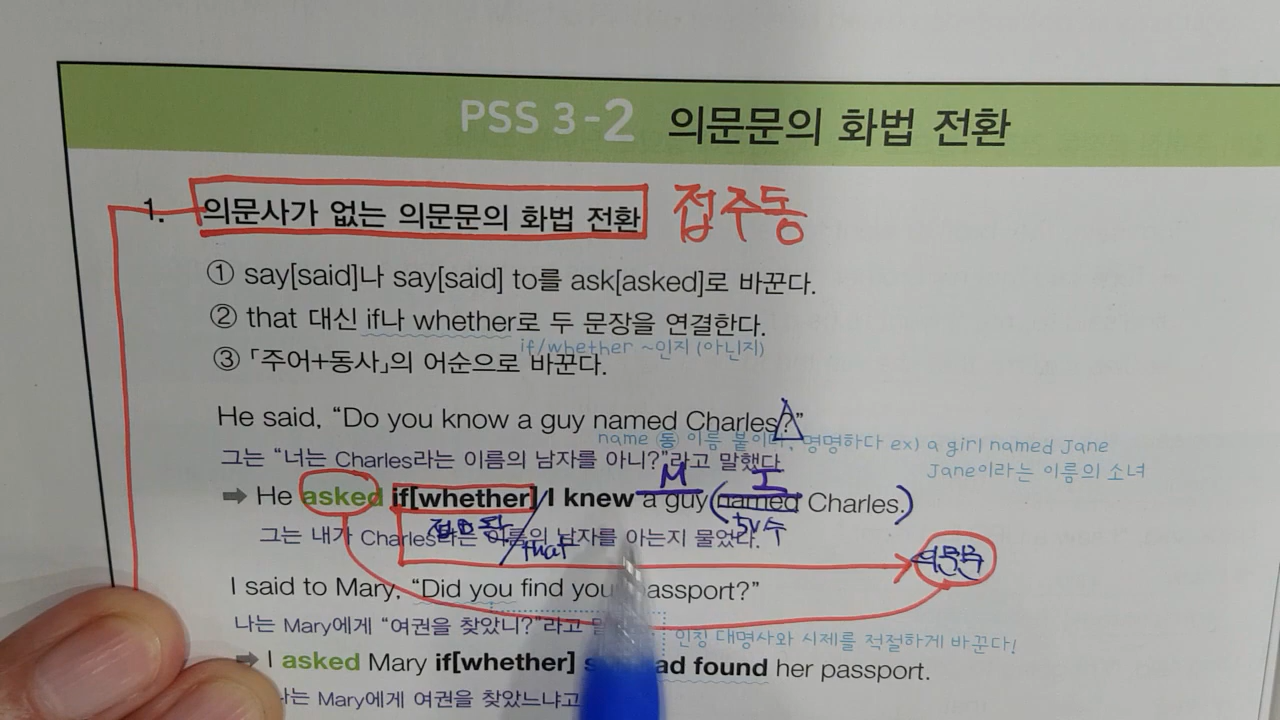 PSS 3-2 의문문의 화법 전환
1. 의문사가 없는 의문문의 화법 전환 접주동
① say[said]나 say[said] to를 ask[asked]로 바꾼다.
② that 대신 if나 whether로 두 문장을 연결한다.
if/whether ~인지 (아닌지)
③ 「주어+동사」의 어순으로 바꾼다.
He said, “Do you know a guy named Charles?”
name (동) 이름 붙이다, 명명하다 ex) a girl named Jane
그는 “너는 Charles라는 이름의 남자를 아니?”라고 말했다
Jane이라는 이름의 소녀
M I
➡ He asked if[whether] / I knew a guy (named Charles.)
그는 내가 Charles라는 이름의 남자를 아는지 물었다.
that
I said to Mary, “Did you find you passport?”
나는 Mary에게 “여권을 찾았니?”라고
인칭 대명사와 시제를 적절하게 바꾼다!
➡ I asked Mary if[whether] had found her passport.
나는 Mary에게 여권을 찾았느냐고